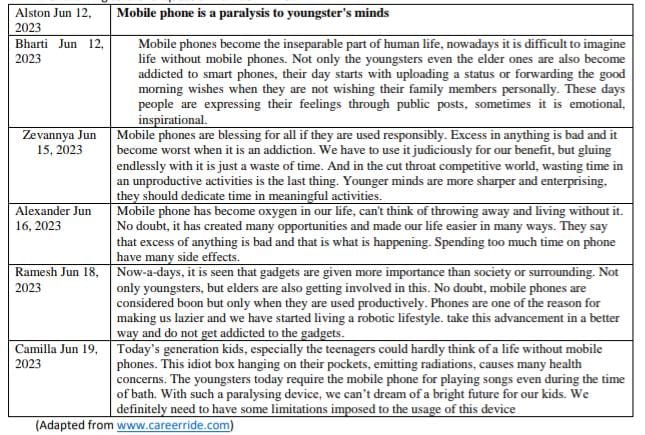 Alston Jun 12, 2023
Mobile phone is a paralysis to youngster's minds
Bharti Jun 12, 2023
Mobile phones become the inseparable part of human life, nowadays it is difficult to imagine
life without mobile phones. Not only the youngsters even the elder ones are also become
addicted to smart phones, their day starts with uploading a status or forwarding the good
morning wishes when they are not wishing their family members personally. These days
people are expressing their feelings through public posts, sometimes it is emotional,
inspirational.
Zevannya Jun 15, 2023
Mobile phones are blessing for all if they are used responsibly. Excess in anything is bad and it
become worst when it is an addiction. We have to use it judiciously for our benefit, but gluing
endlessly with it is just a waste of time. And in the cut throat competitive world, wasting time in
an unproductive activities is the last thing. Younger minds are more sharper and enterprising,
they should dedicate time in meaningful activities.
Alexander Jun 16, 2023
Mobile phone has become oxygen in our life, can't think of throwing away and living without it.
No doubt, it has created many opportunities and made our life easier in many ways. They say
that excess of anything is bad and that is what is happening. Spending too much time on phone
have many side effects.
Ramesh Jun 18, 2023
Now-a-days, it is seen that gadgets are given more importance than society or surrounding. Not
only youngsters, but elders are also getting involved in this. No doubt, mobile phones are
considered boon but only when they are used productively. Phones are one of the reason for
making us lazier and we have started living a robotic lifestyle. take this advancement in a better
way and do not get addicted to the gadgets.
Camilla Jun 19, 2023
Today's generation kids, especially the teenagers could hardly think of a life without mobile
phones. This idiot box hanging on their pockets, emitting radiations, causes many health
concerns. The youngsters today require the mobile phone for playing songs even during the time
of bath. With such a paralysing device, we can't dream of a bright future for our kids. We
definitely need to have some limitations imposed to the usage of this device
(Adapted from www.careerride.com)